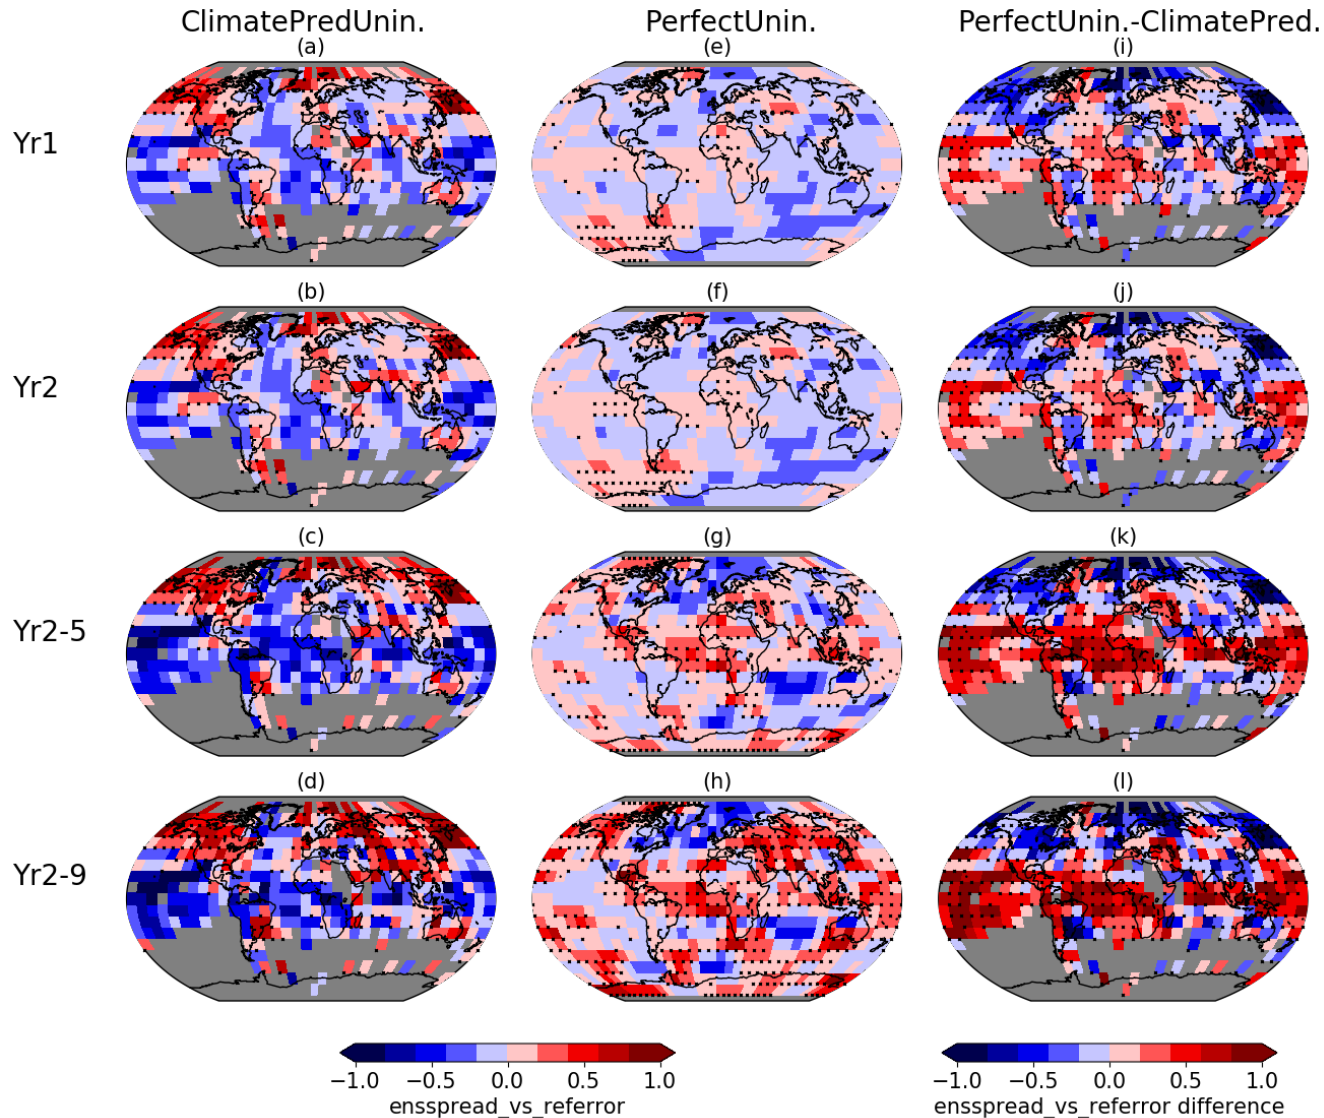 ClimatePredUnin. PerfectUnin. PerfectUnin.-ClimatePred.
(a) (e) (i)
Yr1
(b) (f) (j)
Yr2
(c) (g) (k)
Yr2-5
(d) (h) (l)
Yr2-9
−1.0 −0.5 0.0 0.5 1.0 −1.0 −0.5 0.0 0.5 1.0
ensspread_vs_referror ensspread_vs_referror difference